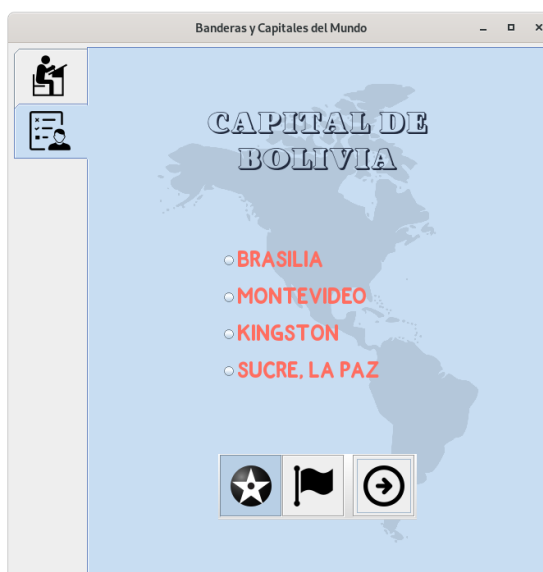 Banderas y Capitales del Mundo
CAPITAL DE
BOLIVIA
BRASILIA
MONTEVIDEO
KINGSTON
SUCRE, LA PAZ